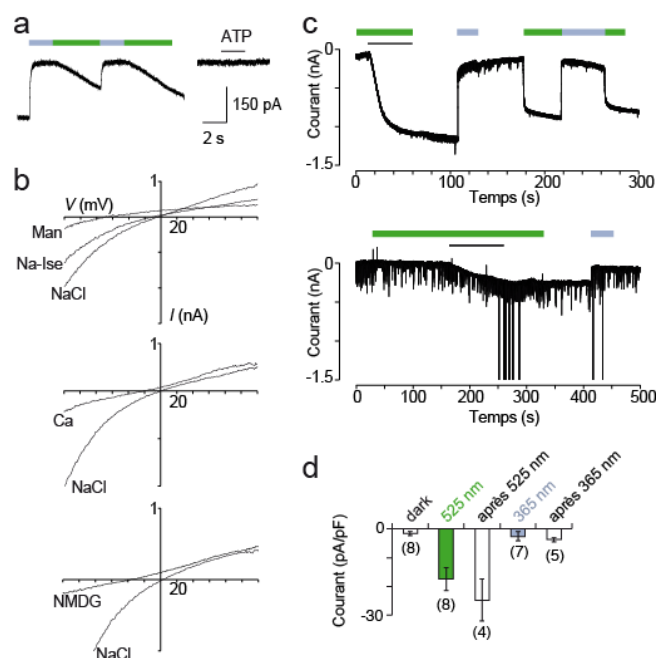 a
ATP
150 pA
2 s
b
1
V (mV)
20
Man
Na-Ise
NaCl
I (nA)
1
20
Ca
NaCl
20
NMDG
NaCl
c
0
Courant (nA)
-1.5
0 100 200 300
Temps (s)
0
Courant (nA)
-1.5
0 100 200 300 400 500
Temps (s)
d
dark
525 nm
après 525 nm
365 nm
après 365 nm
0
Courant (pA/pF)
-30
(8)
(8)
(4)
(7)
(5)